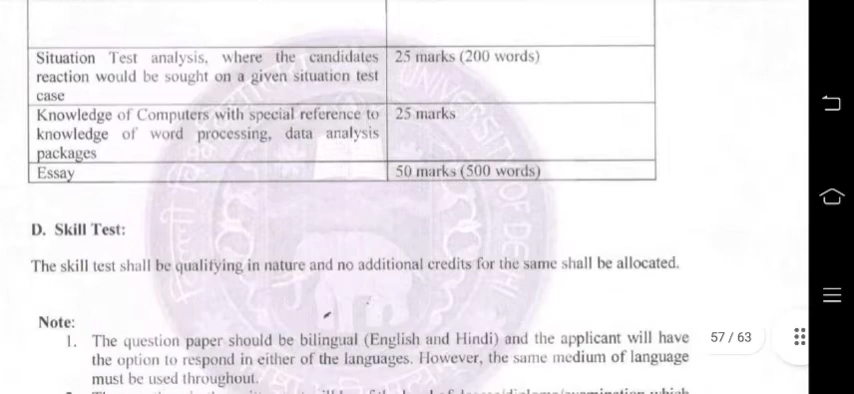 Situation Test analysis, where the candidates 25 marks (200 words)
reaction would be sought on a given situation test
case
Knowledge of Computers with special reference to 25 marks
knowledge of word processing, data analysis
packages
Essay 50 marks (500 words)
UNIVERSITY OF DELHI
D. Skill Test:
The skill test shall be qualifying in nature and no additional credits for the same shall be allocated.
Note:
1. The question paper should be bilingual (English and Hindi) and the applicant will have
the option to respond in either of the languages. However, the same medium of language
must be used throughout.
57 / 63